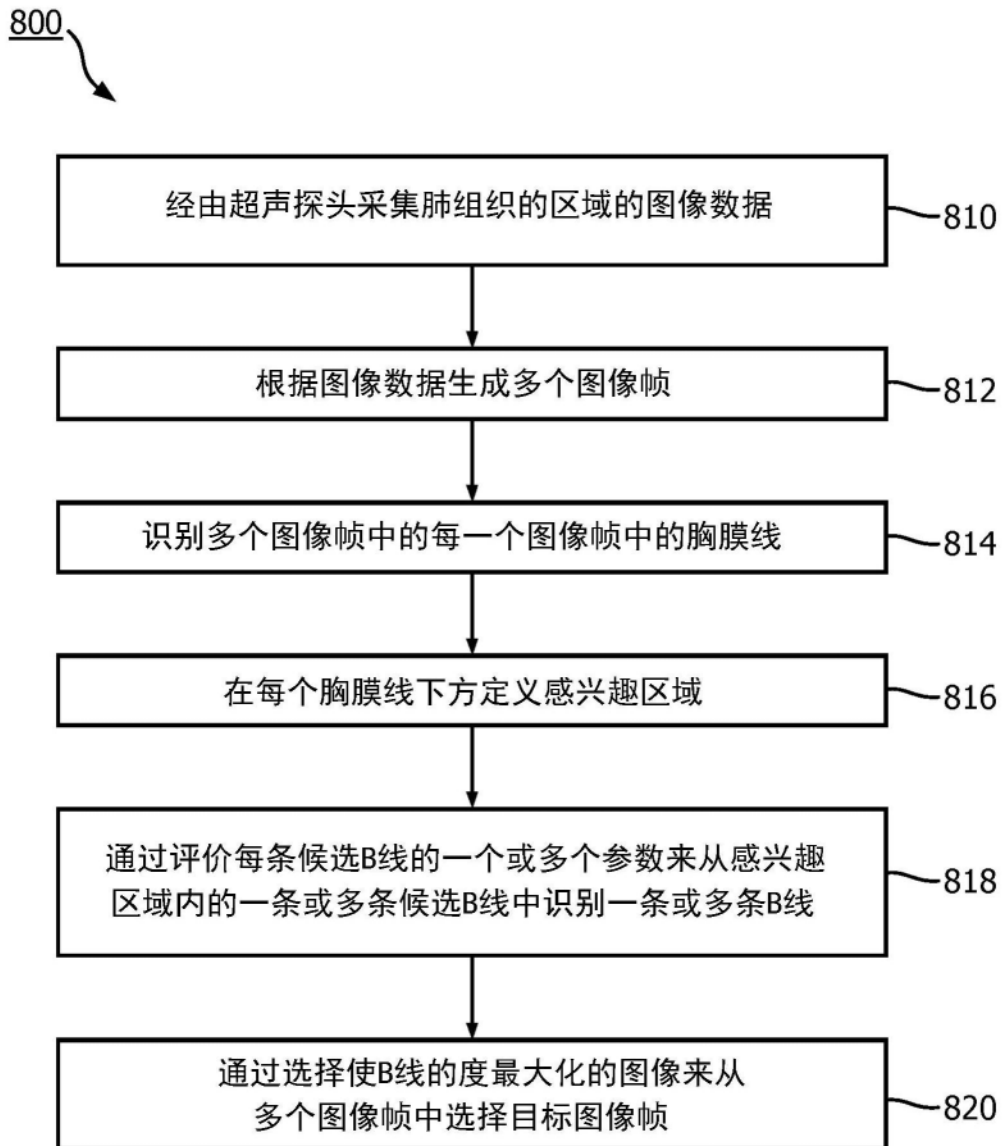 800
经由超声探头采集肺组织的区域的图像数据
810
根据图像数据生成多个图像帧
812
识别多个图像帧中的每一个图像帧中的胸膜线
814
在每个胸膜线下方定义感兴趣区域
816
通过评价每条候选B线的一个或多个参数来从感兴趣
区域内的一条或多条候选B线中识别一条或多条B线
818
通过选择使B线的度最大化的图像来从
多个图像帧中选择目标图像帧
820